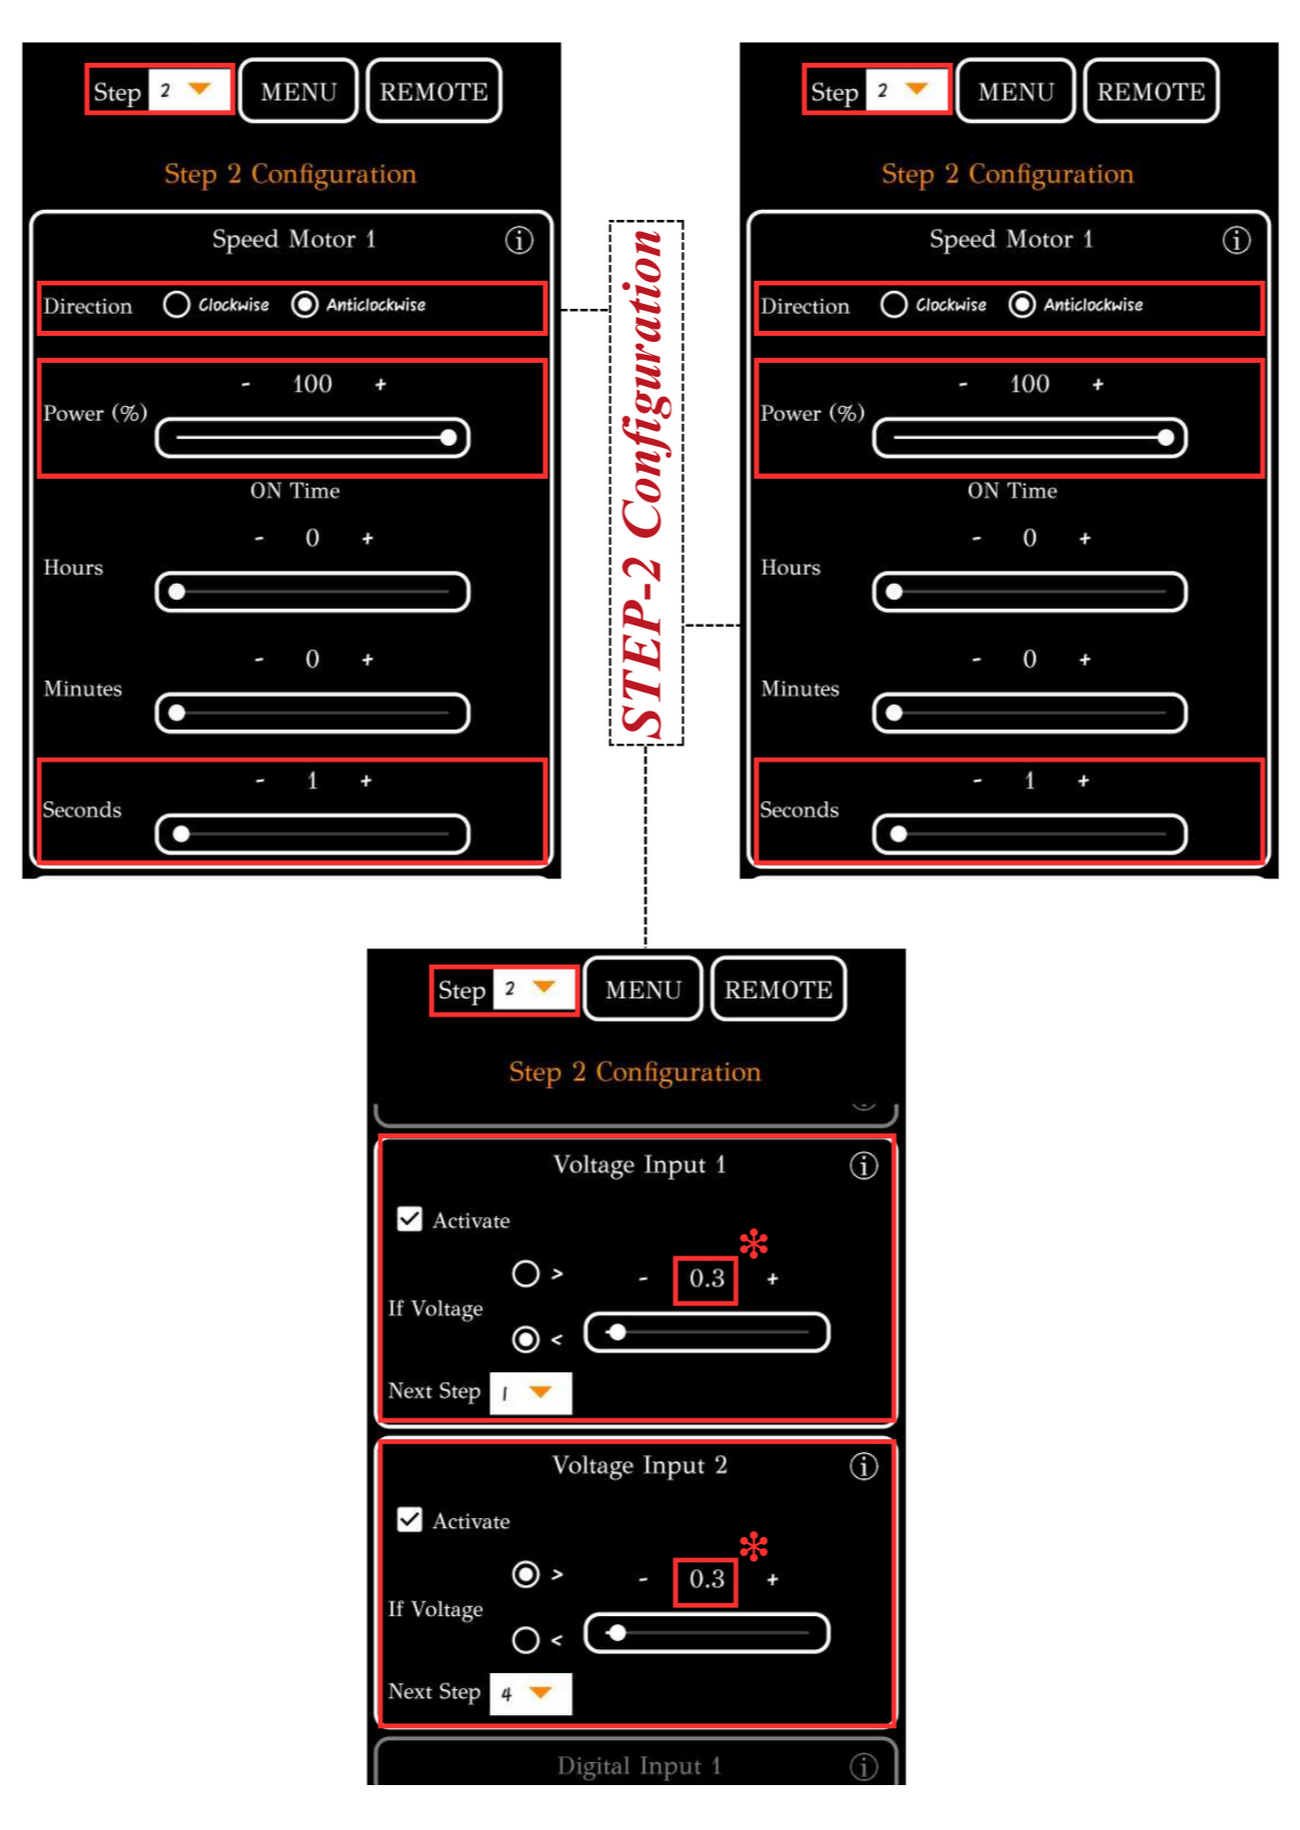 Step 2 MENU REMOTE
Step 2 Configuration
Speed Motor 1
Direction Clockwise Anticlockwise
- 100 +
Power (%)
ON Time
- 0 +
Hours
- 0 +
Minutes
- 1 +
Seconds
STEP-2 Configuration
Step 2 MENU REMOTE
Step 2 Configuration
Speed Motor 1
Direction Clockwise Anticlockwise
- 100 +
Power (%)
ON Time
- 0 +
Hours
- 0 +
Minutes
- 1 +
Seconds
Step 2 MENU REMOTE
Step 2 Configuration
Voltage Input 1
Activate
> - 0.3 +
If Voltage
<
Next Step 1
Voltage Input 2
Activate
> - 0.3 +
If Voltage
<
Next Step 4
Digital Input 1